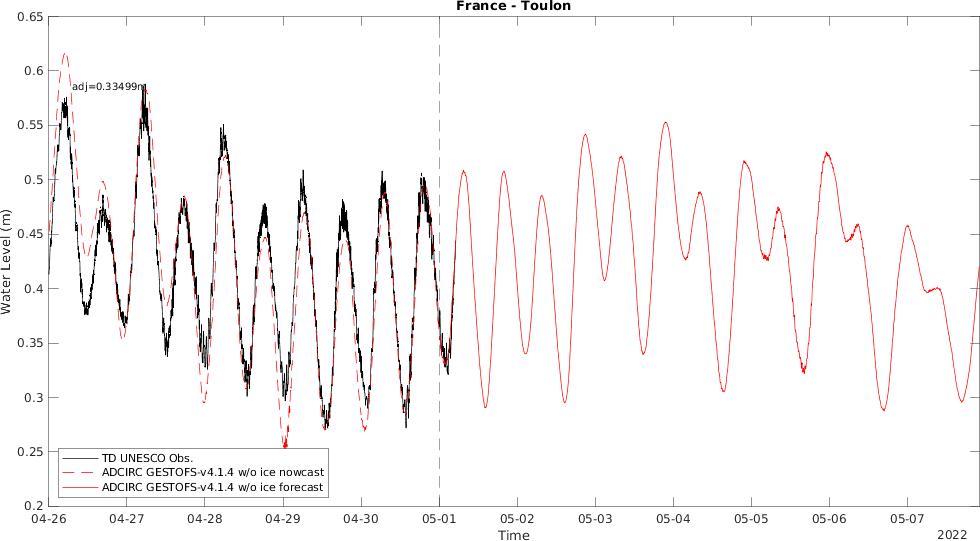 France - Toulon
0.65
0.6
adj=0.33499m
0.55
0.5
0.45
0.4
0.35
0.3
0.25
0.2
Water Level (m)
TD UNESCO Obs.
ADCIRC GESTOFS-v4.1.4 w/o ice nowcast
ADCIRC GESTOFS-v4.1.4 w/o ice forecast
04-26 04-27 04-28 04-29 04-30 05-01 05-02 05-03 05-04 05-05 05-06 05-07
Time
2022